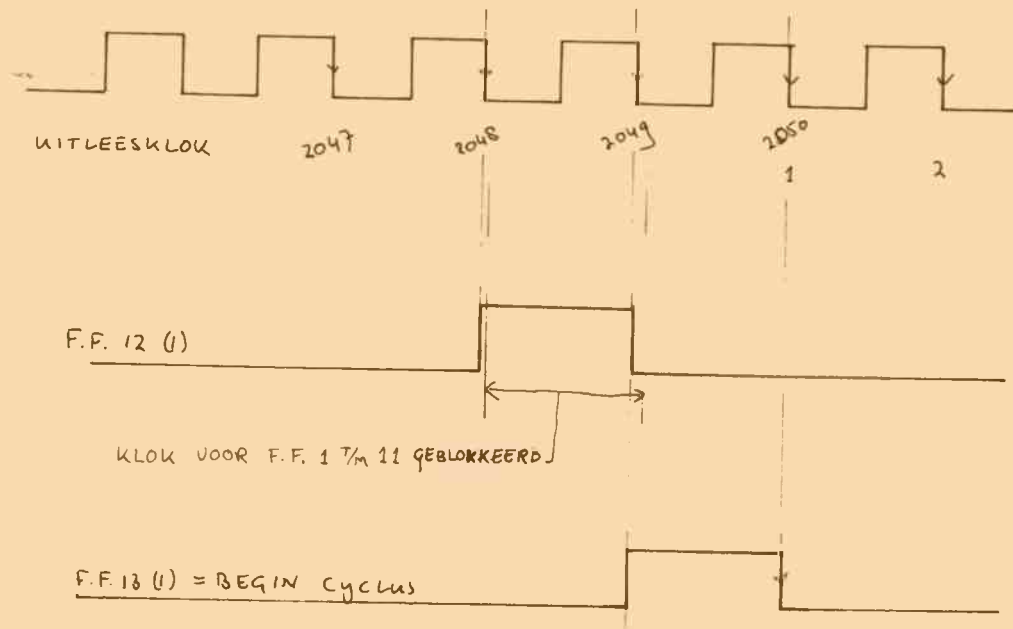 UITLEESKLOK 2047 2048 2049 2050
1 2
F.F. 12 (1)
KLOK VOOR F.F. 1 T/M 11 GEBLOKKEERD
F.F. 13 (1) = BEGIN CYCLUS